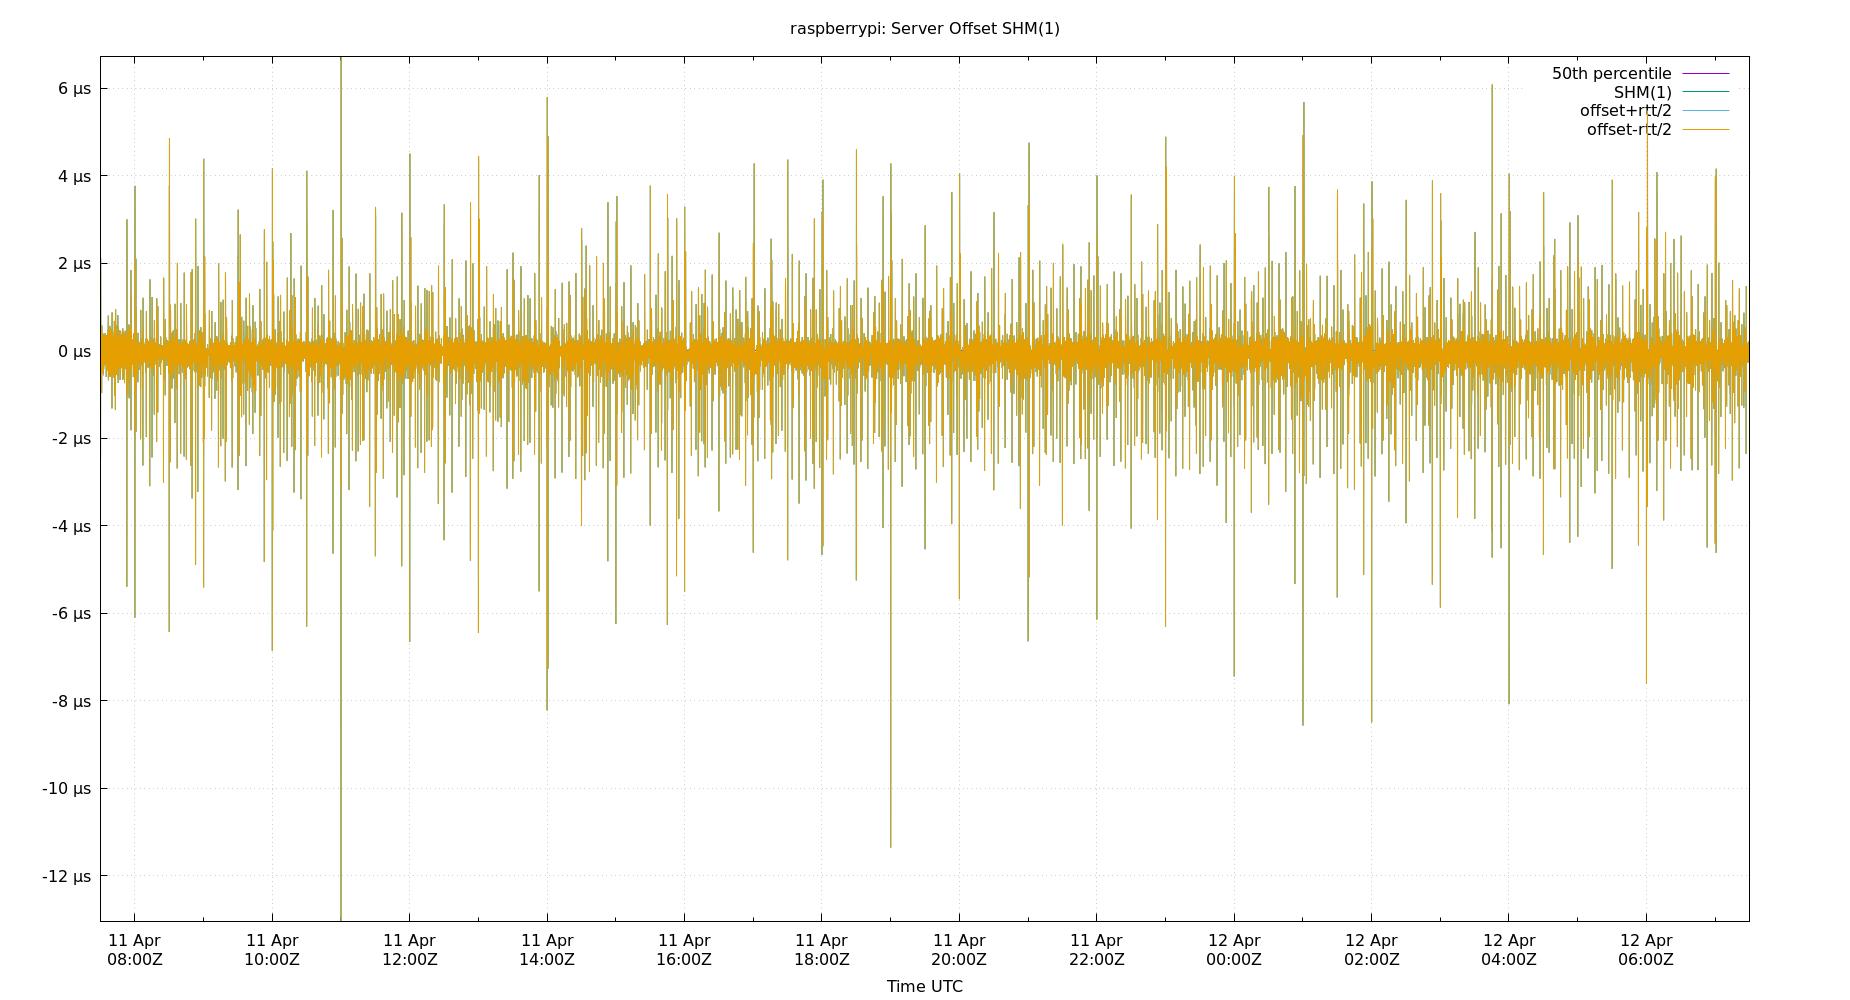 raspberrypi: Server Offset SHM(1)
50th percentile
SHM(1)
offset+rtt/2
offset-rtt/2
6 µs
4 µs
2 µs
0 µs
-2 µs
-4 µs
-6 µs
-8 µs
-10 µs
-12 µs
11 Apr 11 Apr 11 Apr 11 Apr 11 Apr 11 Apr 11 Apr 11 Apr 12 Apr 12 Apr 12 Apr 12 Apr
08:00Z 10:00Z 12:00Z 14:00Z 16:00Z 18:00Z 20:00Z 22:00Z 00:00Z 02:00Z 04:00Z 06:00Z
Time UTC